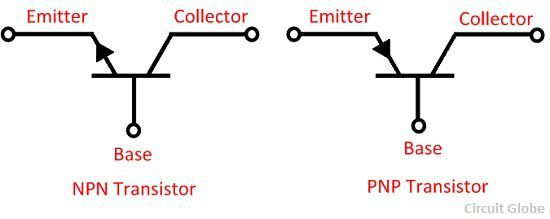 Emitter Collector Emitter Collector
Base Base
NPN Transistor PNP Transistor
Circuit Globe